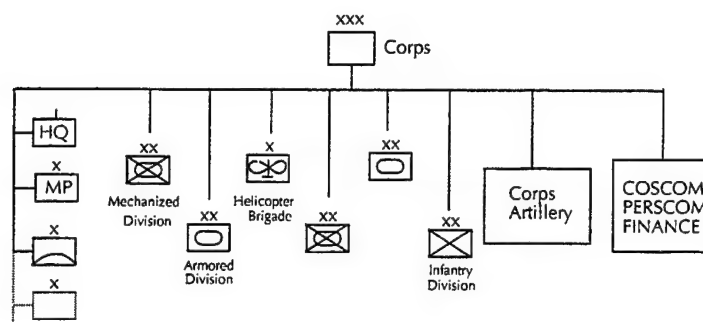 XXX
Corps
HQ
X
MP
X
X
XX
Mechanized
Division
XX
Armored
Division
X
Helicopter
Brigade
XX
XX
XX
Infantry
Division
Corps
Artillery
COSCOM
PERSCOM
FINANCE